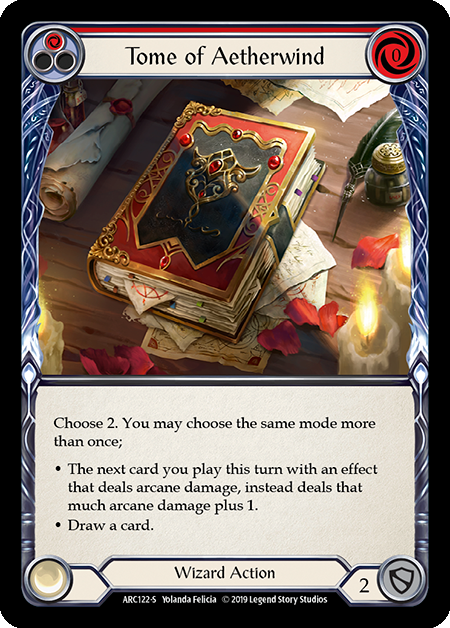 Tome of Aetherwind
0
Choose 2. You may choose the same mode more
than once;
• The next card you play this turn with an effect
that deals arcane damage, instead deals that
much arcane damage plus 1.
• Draw a card.
Wizard Action
2
ARC122-S Yolanda Felicia © 2019 Legend Story Studios